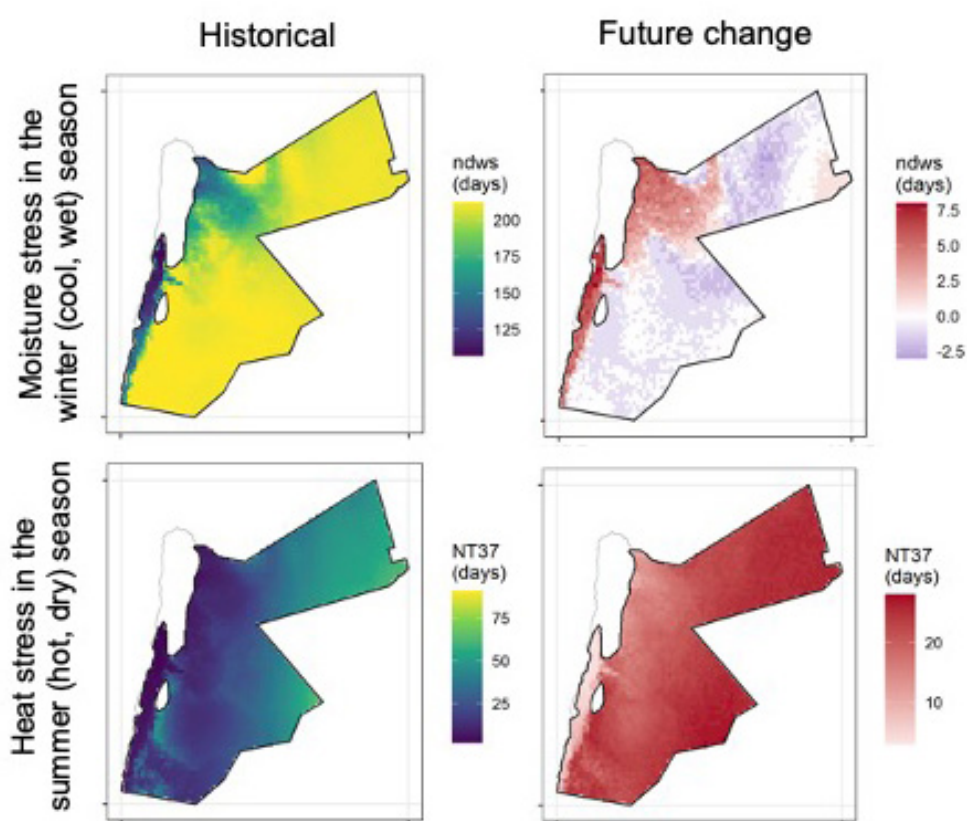 Historical
Future change
Moisture stress in the
winter (cool, wet) season
ndws
(days)
200
175
150
125
ndws
(days)
7.5
5.0
2.5
0.0
-2.5
Heat stress in the
summer (hot, dry) season
NT37
(days)
75
50
25
NT37
(days)
20
10